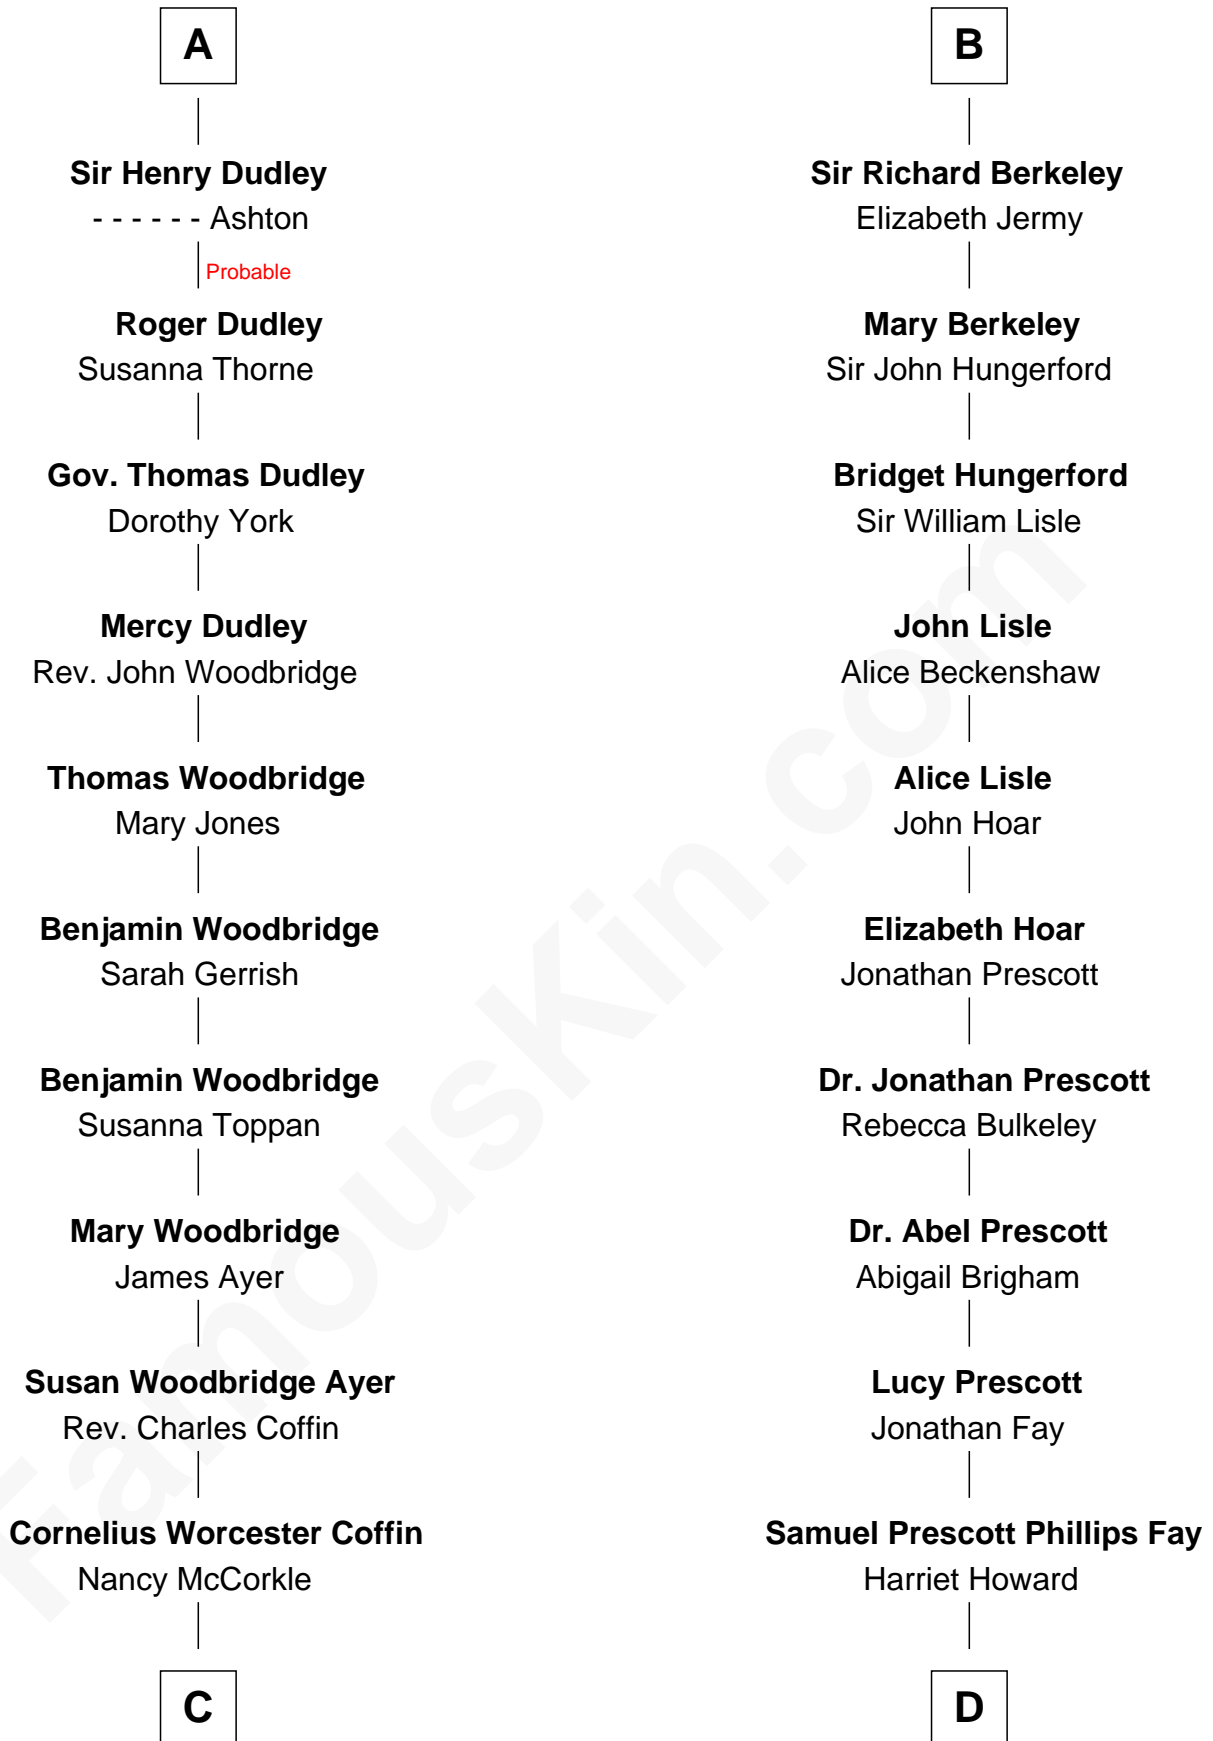 A
Sir Henry Dudley
- - - - - - Ashton
Probable
Roger Dudley
Susanna Thorne
Gov. Thomas Dudley
Dorothy York
Mercy Dudley
Rev. John Woodbridge
Thomas Woodbridge
Mary Jones
Benjamin Woodbridge
Sarah Gerrish
Benjamin Woodbridge
Susanna Toppan
Mary Woodbridge
James Ayer
Susan Woodbridge Ayer
Rev. Charles Coffin
Cornelius Worcester Coffin
Nancy McCorkle
C
B
Sir Richard Berkeley
Elizabeth Jermy
Mary Berkeley
Sir John Hungerford
Bridget Hungerford
Sir William Lisle
John Lisle
Alice Beckenshaw
Alice Lisle
John Hoar
Elizabeth Hoar
Jonathan Prescott
Dr. Jonathan Prescott
Rebecca Bulkeley
Dr. Abel Prescott
Abigail Brigham
Lucy Prescott
Jonathan Fay
Samuel Prescott Phillips Fay
Harriet Howard
D
FamousKin.com